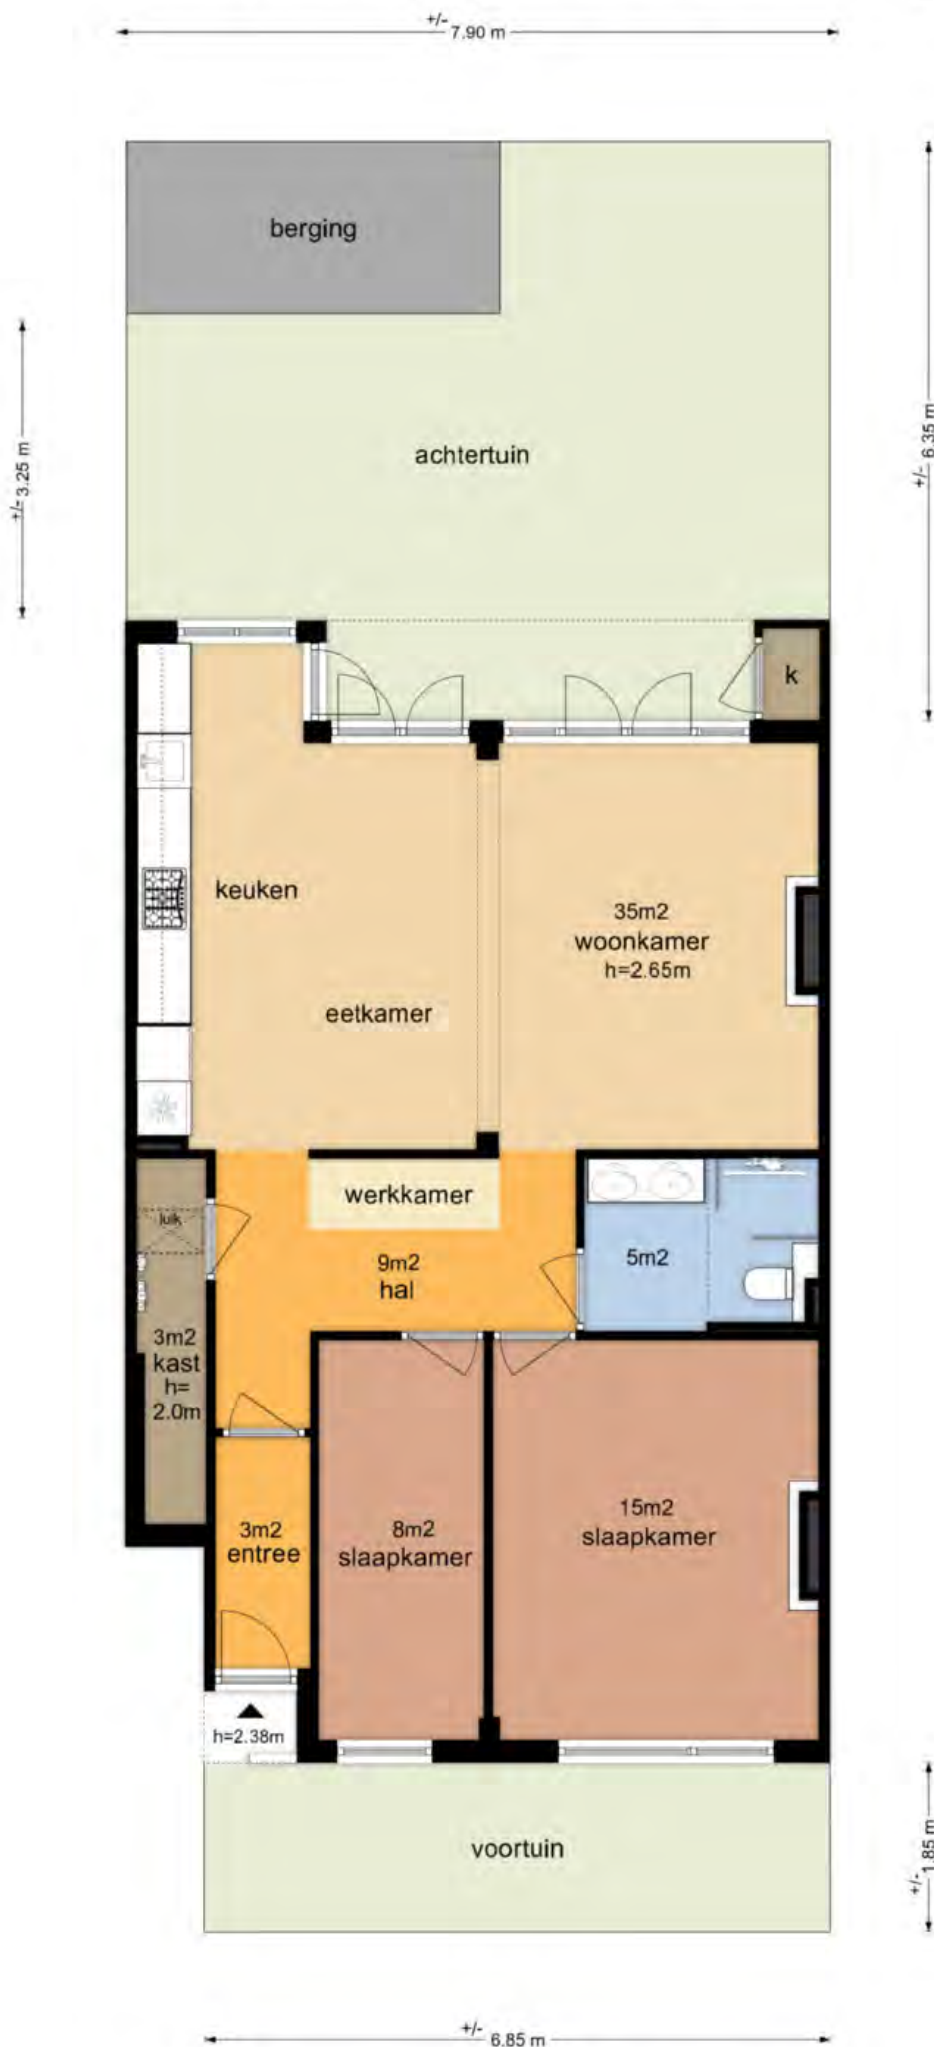 +/-
7.90 m
berging
+/-
3.25 m
achtertuin
+/-
6.35 m
k
keuken
35m2
woonkamer
h=2.65m
eetkamer
werkkamer
luik
9m2
hal
5m2
3m2
kast
h=
2.0m
3m2
entree
8m2
slaapkamer
15m2
slaapkamer
h=2.38m
voortuin
+/-
1.85 m
+/-
6.85 m